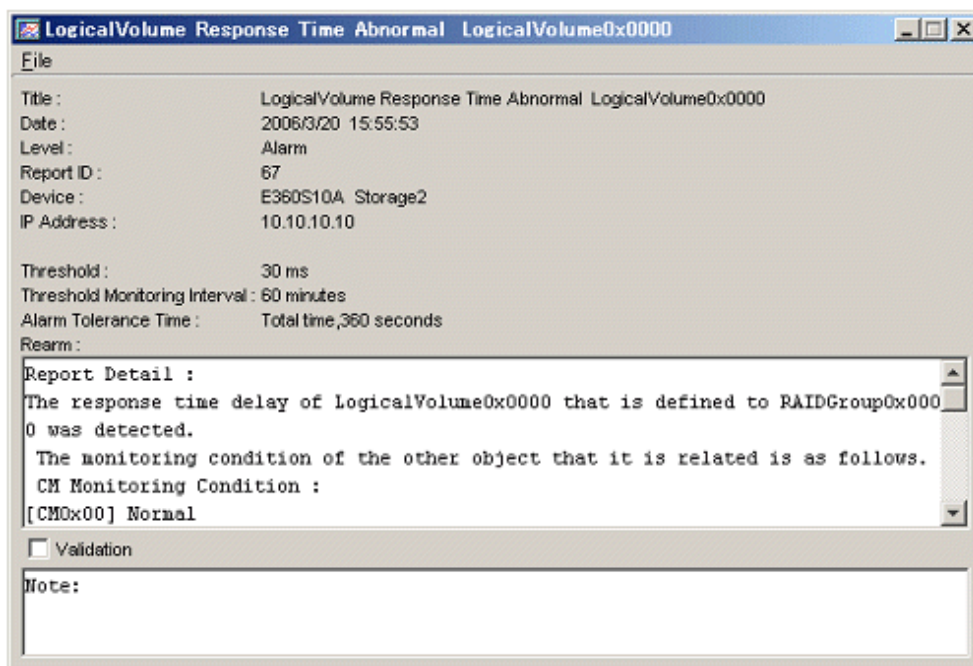 LogicalVolume Response Time Abnormal LogicalVolume0x0000
File
Title : LogicalVolume Response Time Abnormal LogicalVolume0x0000
Date : 2006/3/20 15:55:53
Level : Alarm
Report ID : 67
Device : E360S10A Storage2
IP Address : 10.10.10.10
Threshold : 30 ms
Threshold Monitoring Interval : 60 minutes
Alarm Tolerance Time : Total time,360 seconds
Rearm :
Report Detail :
The response time delay of LogicalVolume0x0000 that is defined to RAIDGroup0x000
0 was detected.
The monitoring condition of the other object that it is related is as follows.
CM Monitoring Condition :
[CM0x00] Normal
Validation
Note: